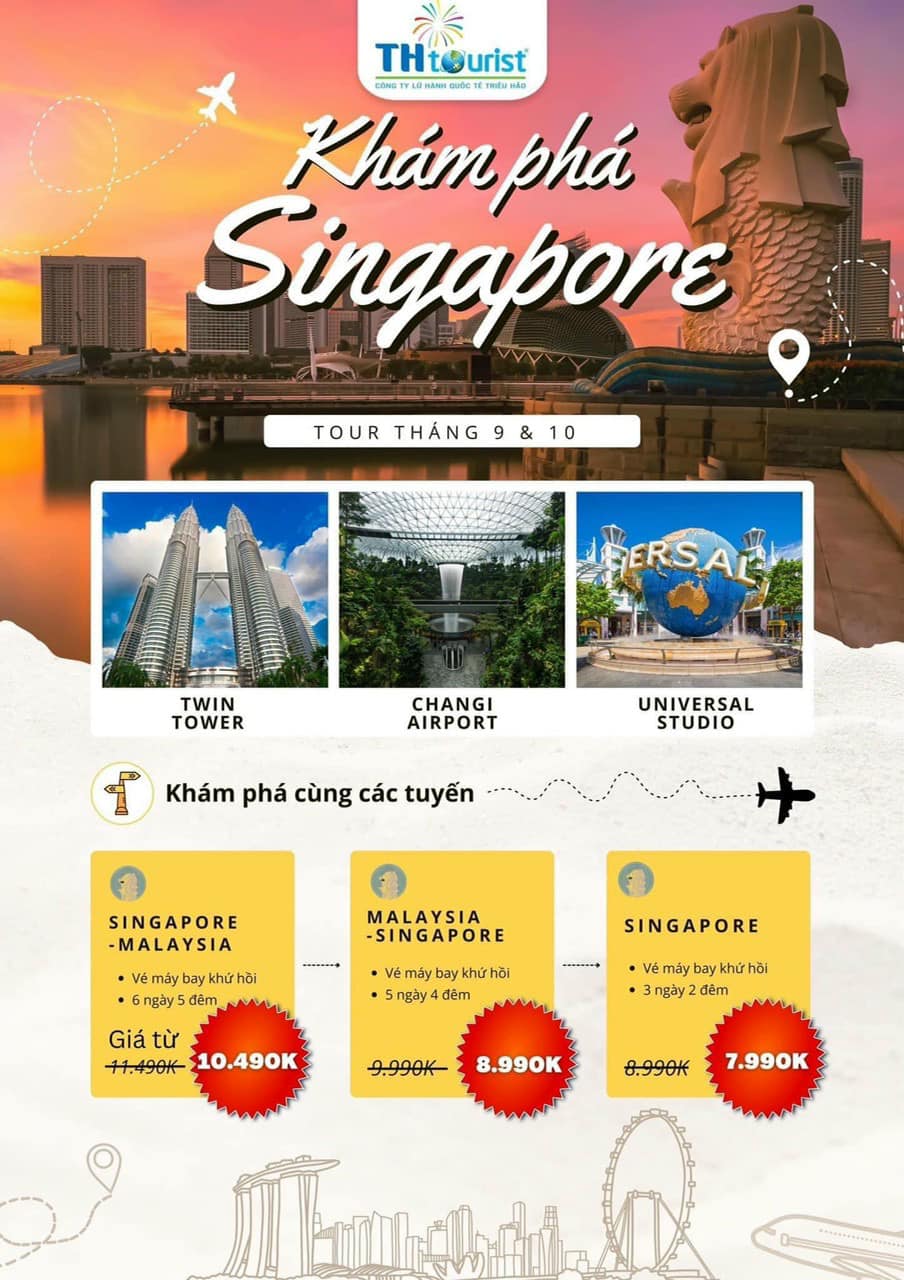 THtourist
CÔNG TY LỮ HÀNH QUỐC TẾ TRIỀU HẢO
Khám phá
Singapore
TOUR THÁNG 9 & 10
ERSAL
TWIN
TOWER
CHANGI
AIRPORT
UNIVERSAL
STUDIO
Khám phá cùng các tuyến
SINGAPORE
-MALAYSIA
Vé máy bay khứ hồi
6 ngày 5 đêm
Giá từ
11.490K
10.490K
MALAYSIA
-SINGAPORE
Vé máy bay khứ hồi
5 ngày 4 đêm
9.990K
8.990K
SINGAPORE
Vé máy bay khứ hồi
3 ngày 2 đêm
8.990K
7.990K